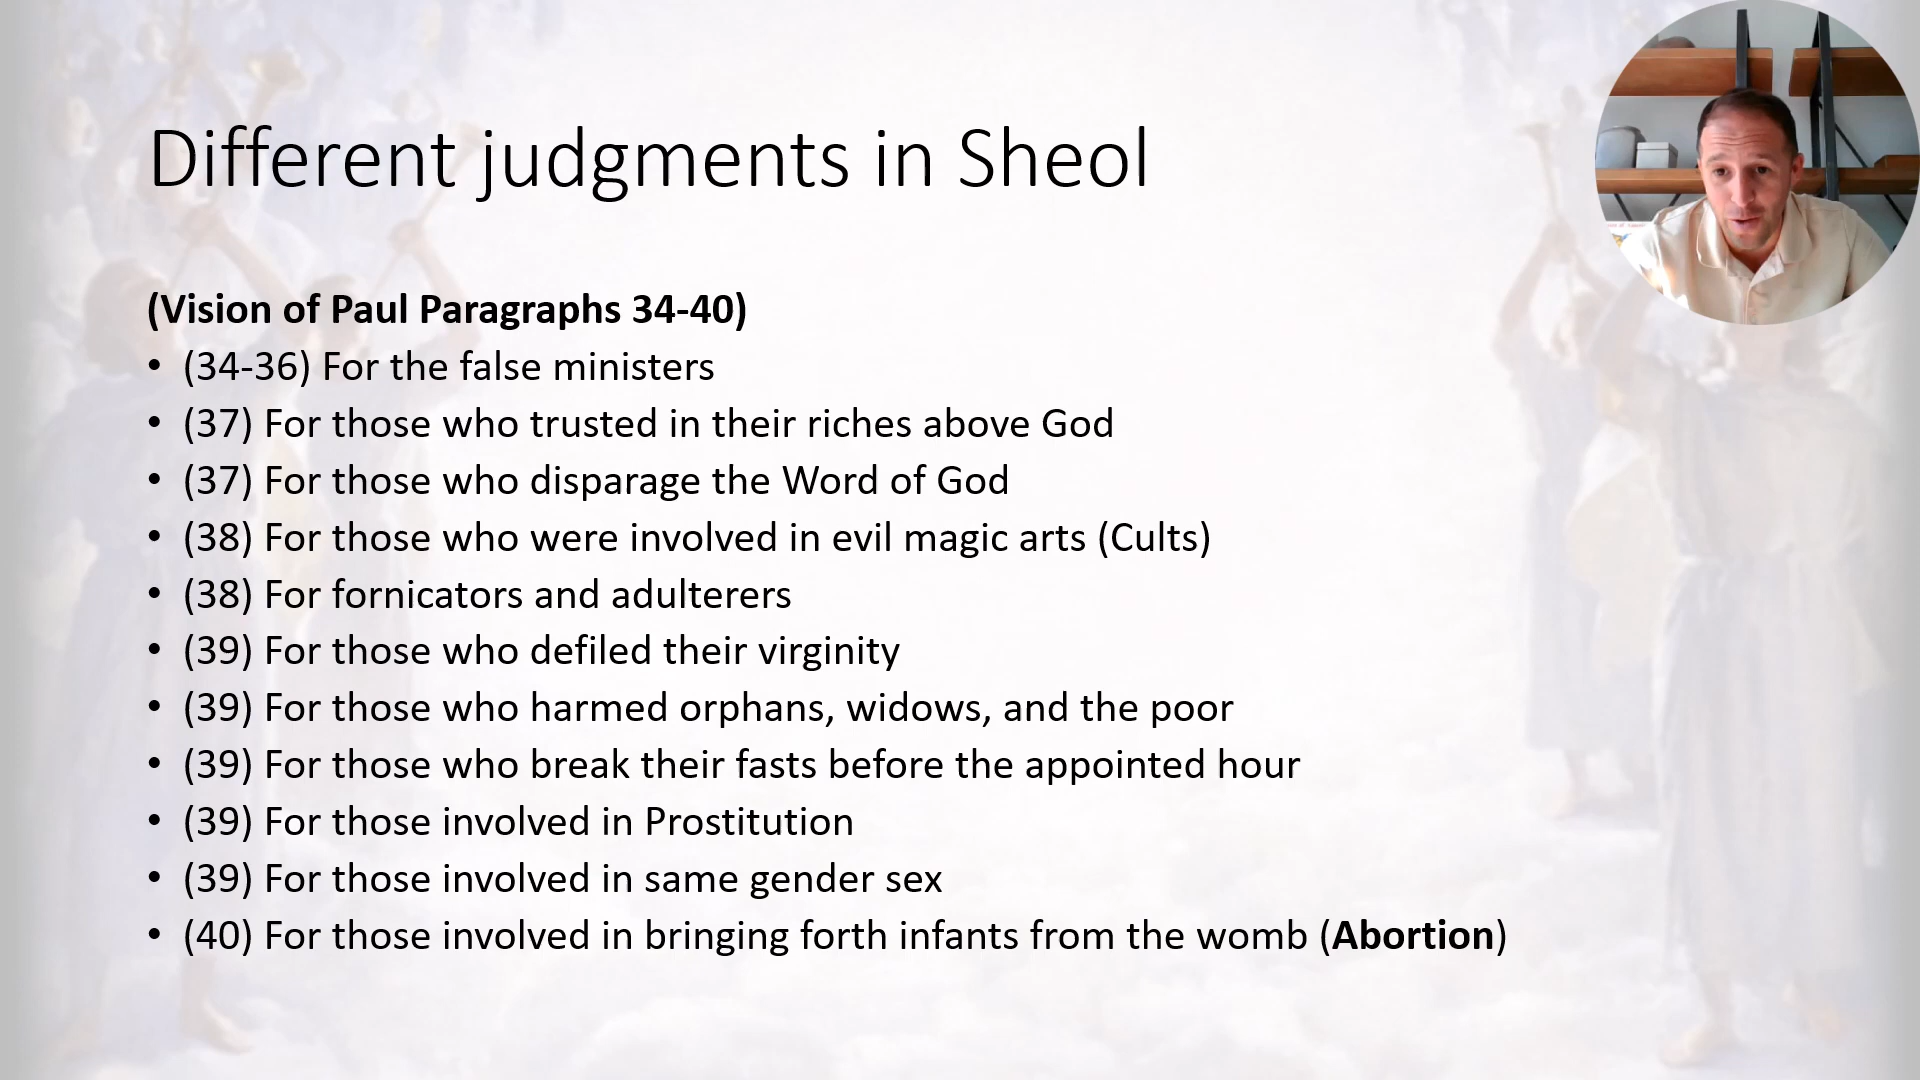 Different judgments in Sheol
(Vision of Paul Paragraphs 34-40)
• (34-36) For the false ministers
• (37) For those who trusted in their riches above God
• (37) For those who disparage the Word of God
• (38) For those who were involved in evil magic arts (Cults)
• (38) For fornicators and adulterers
• (39) For those who defiled their virginity
• (39) For those who harmed orphans, widows, and the poor
• (39) For those who break their fasts before the appointed hour
• (39) For those involved in Prostitution
• (39) For those involved in same gender sex
• (40) For those involved in bringing forth infants from the womb (Abortion)